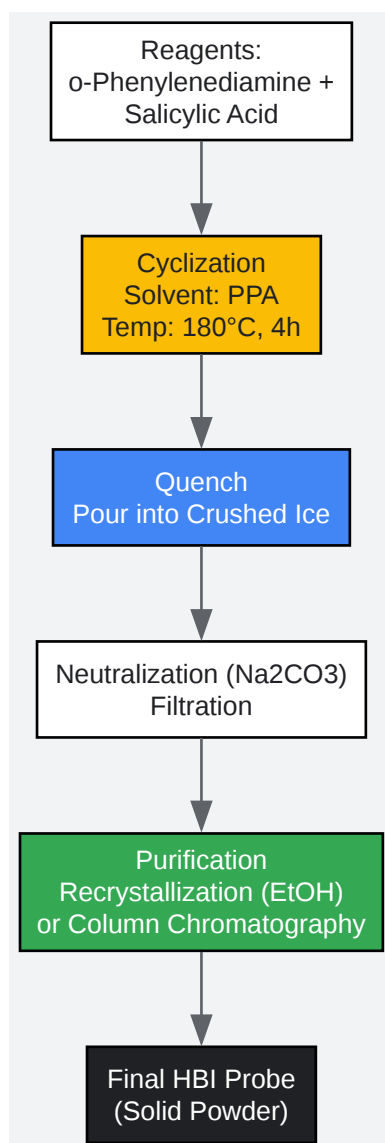 Reagents:
o-Phenylenediamine +
Salicylic Acid
Cyclization
Solvent: PPA
Temp: 180°C, 4h
Quench
Pour into Crushed Ice
Neutralization (Na2CO3)
Filtration
Purification
Recrystallization (EtOH)
or Column Chromatography
Final HBI Probe
(Solid Powder)